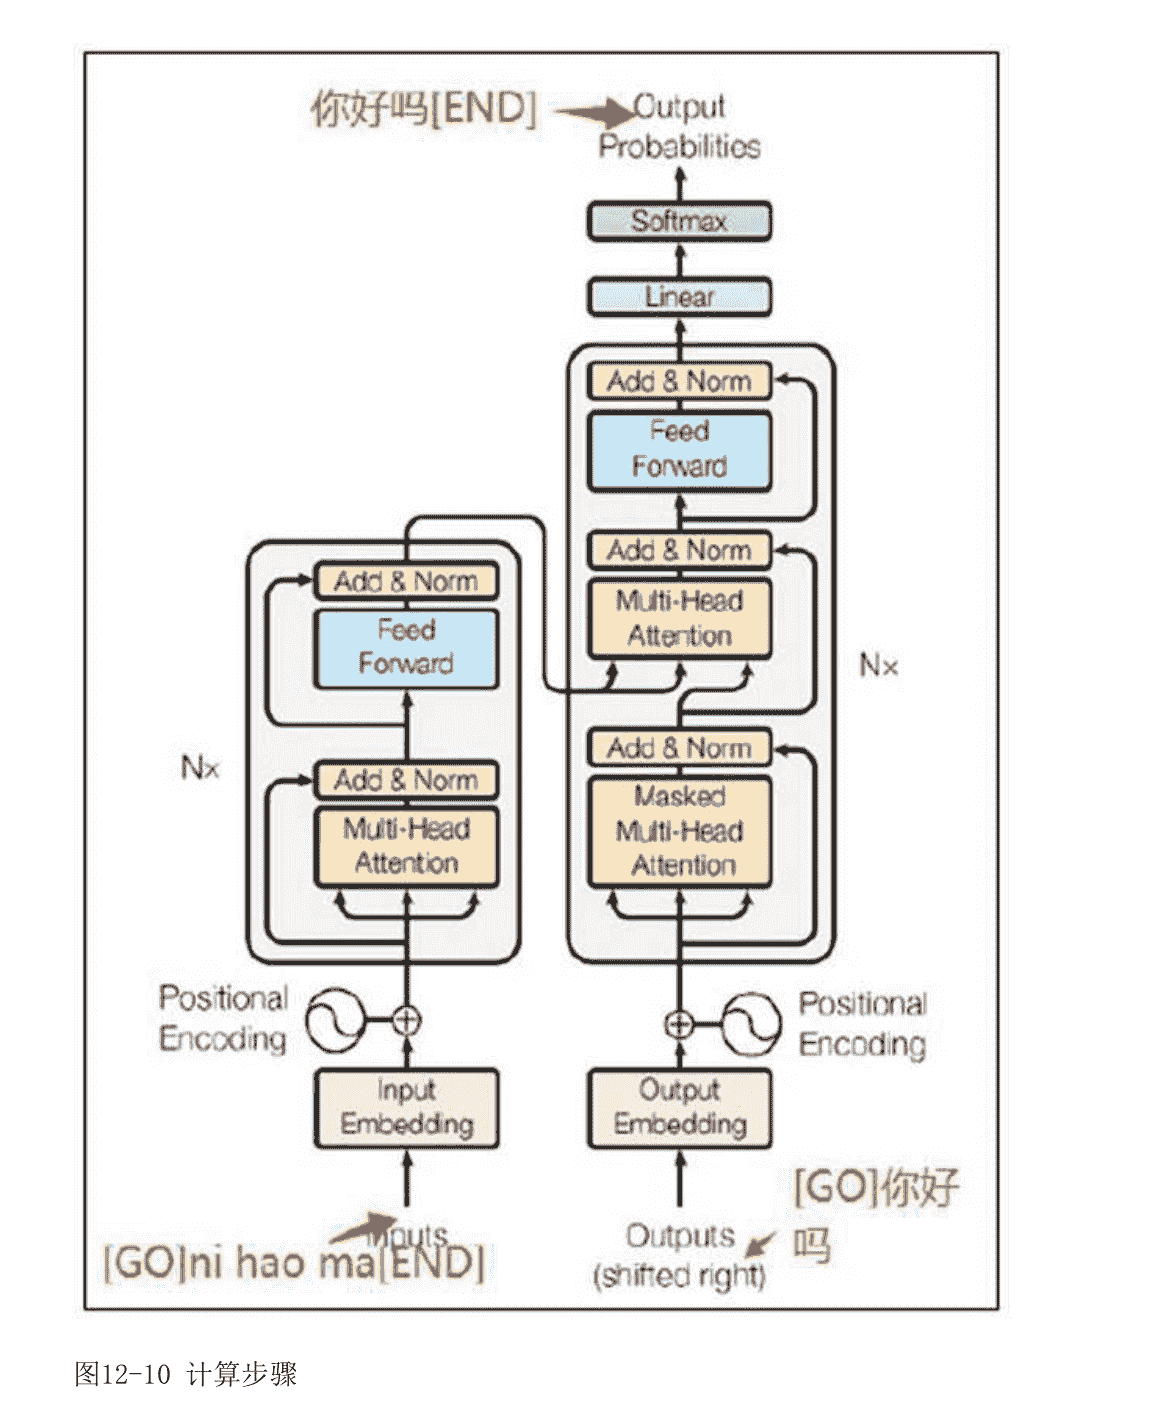 你好吗[END]
Output
Probabilities
Softmax
Linear
Add & Norm
Feed
Forward
Add & Norm
Multi-Head
Attention
Nx
Add & Norm
Masked
Multi-Head
Attention
Add & Norm
Feed
Forward
Nx
Add & Norm
Multi-Head
Attention
Positional
Encoding
Positional
Encoding
Input
Embedding
Output
Embedding
Inputs
[GO]ni hao ma[END]
Outputs
(shifted right)
[GO]你好
吗
图12-10 计算步骤